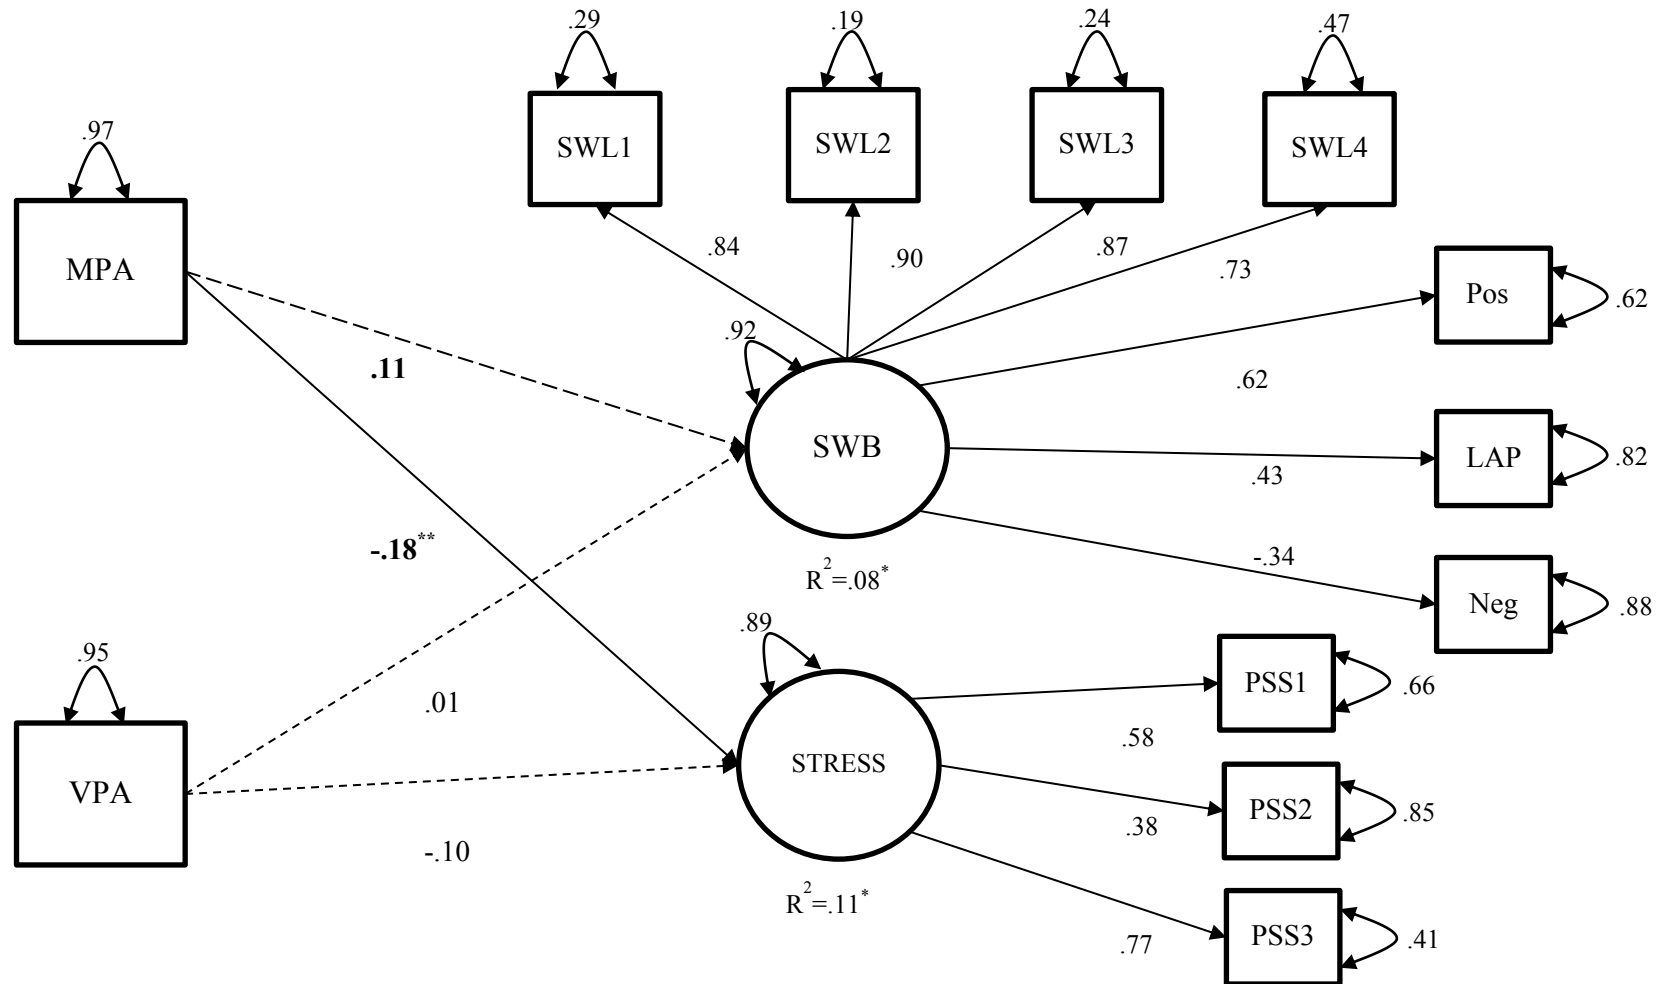 .29
.19
.24
.47
SWL1
SWL2
SWL3
SWL4
.97
MPA
.84
.90
.87
.73
Pos
.62
.92
.11
.62
SWB
LAP
.82
.43
-.18**
-.34
R²=.08*
Neg
.88
.89
.95
PSS1
.66
.01
.58
VPA
STRESS
PSS2
.85
.38
-.10
R²=.11*
PSS3
.41
.77